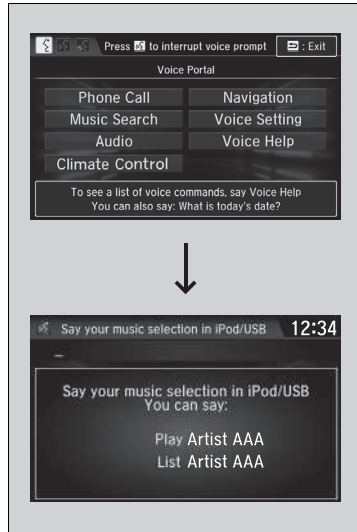 Press to interrupt voice prompt : Exit
Voice Portal
Phone Call Navigation
Music Search Voice Setting
Audio Voice Help
Climate Control
To see a list of voice commands, say Voice Help
You can also say: What is today's date?
Say your music selection in iPod/USB 12:34
Say your music selection in iPod/USB
You can say:
Play Artist AAA
List Artist AAA